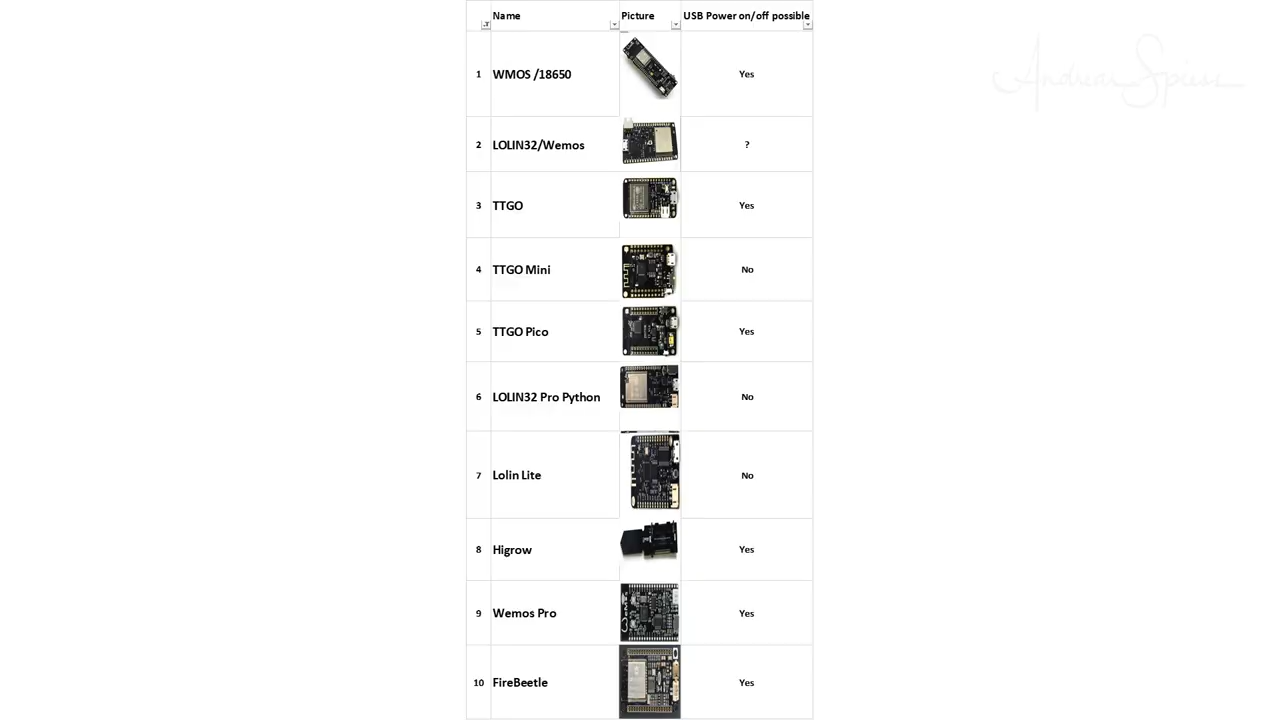 Name Picture USB Power on/off possible
1 WMOS /18650 Yes
2 LOLIN32/Wemos ?
3 TTGO Yes
4 TTGO Mini No
5 TTGO Pico Yes
6 LOLIN32 Pro Python No
7 Lolin Lite No
8 Higrow Yes
9 Wemos Pro Yes
10 FireBeetle Yes
Andreas Spiess